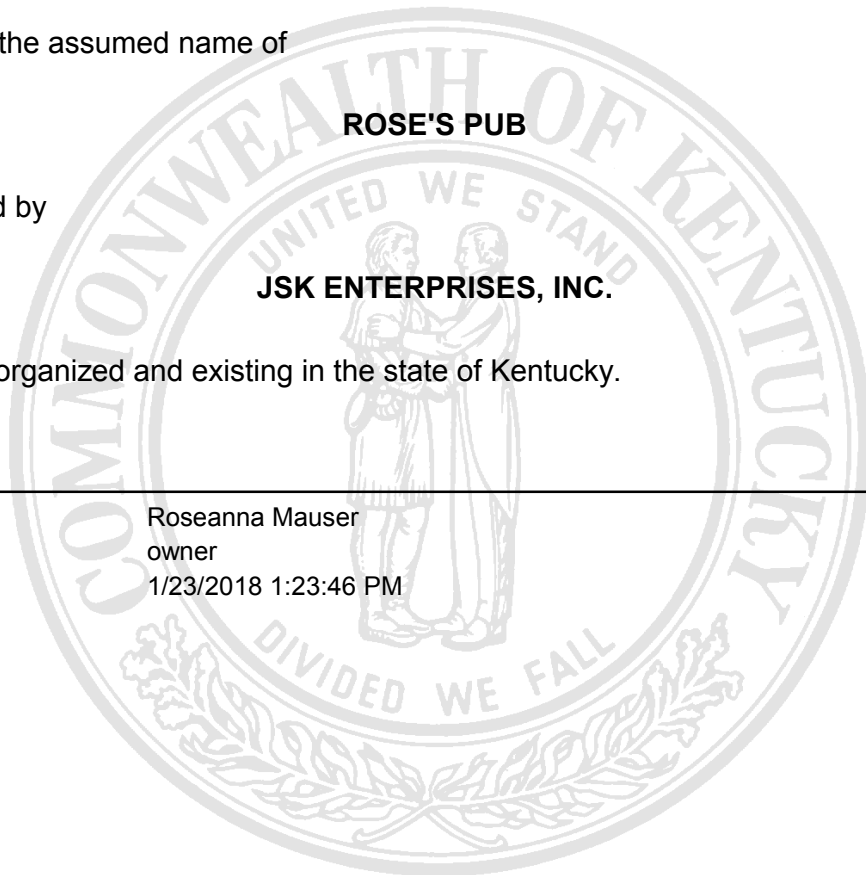 the assumed name of
ROSE'S PUB
d by
JSK ENTERPRISES, INC.
organized and existing in the state of Kentucky.
Roseanna Mauser
owner
1/23/2018 1:23:46 PM
COMMONWEALTH OF KENTUCKY
UNITED WE STAND
DIVIDED WE FALL